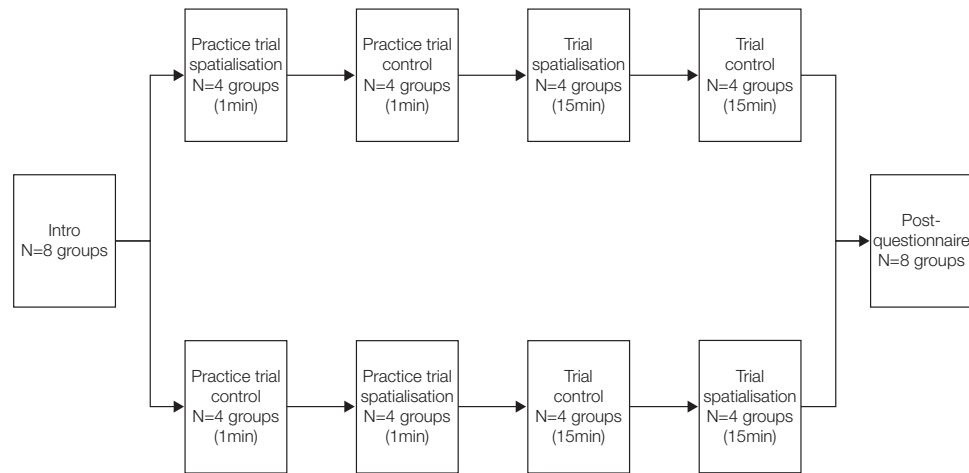 Practice trial
spatialisation
N=4 groups
(1min)
Practice trial
control
N=4 groups
(1min)
Trial
spatialisation
N=4 groups
(15min)
Trial
control
N=4 groups
(15min)
Intro
N=8 groups
Post-
questionnaire
N=8 groups
Practice trial
control
N=4 groups
(1min)
Practice trial
spatialisation
N=4 groups
(1min)
Trial
control
N=4 groups
(15min)
Trial
spatialisation
N=4 groups
(15min)